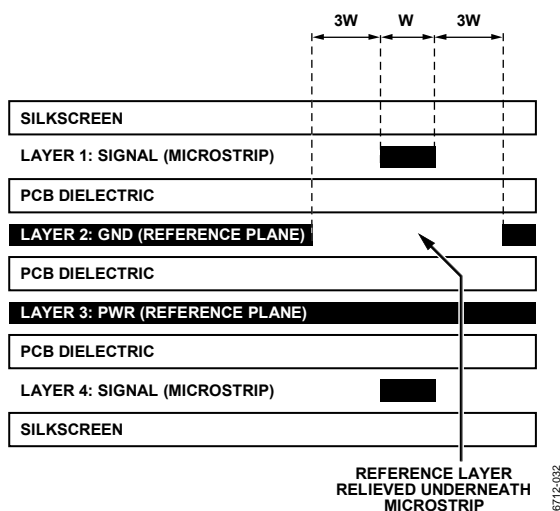 3W W 3W
SILKSCREEN
LAYER 1: SIGNAL (MICROSTRIP)
PCB DIELECTRIC
LAYER 2: GND (REFERENCE PLANE)
PCB DIELECTRIC
LAYER 3: PWR (REFERENCE PLANE)
PCB DIELECTRIC
LAYER 4: SIGNAL (MICROSTRIP)
SILKSCREEN
REFERENCE LAYER
RELIEVED UNDERNEATH
MICROSTRIP
6712-032